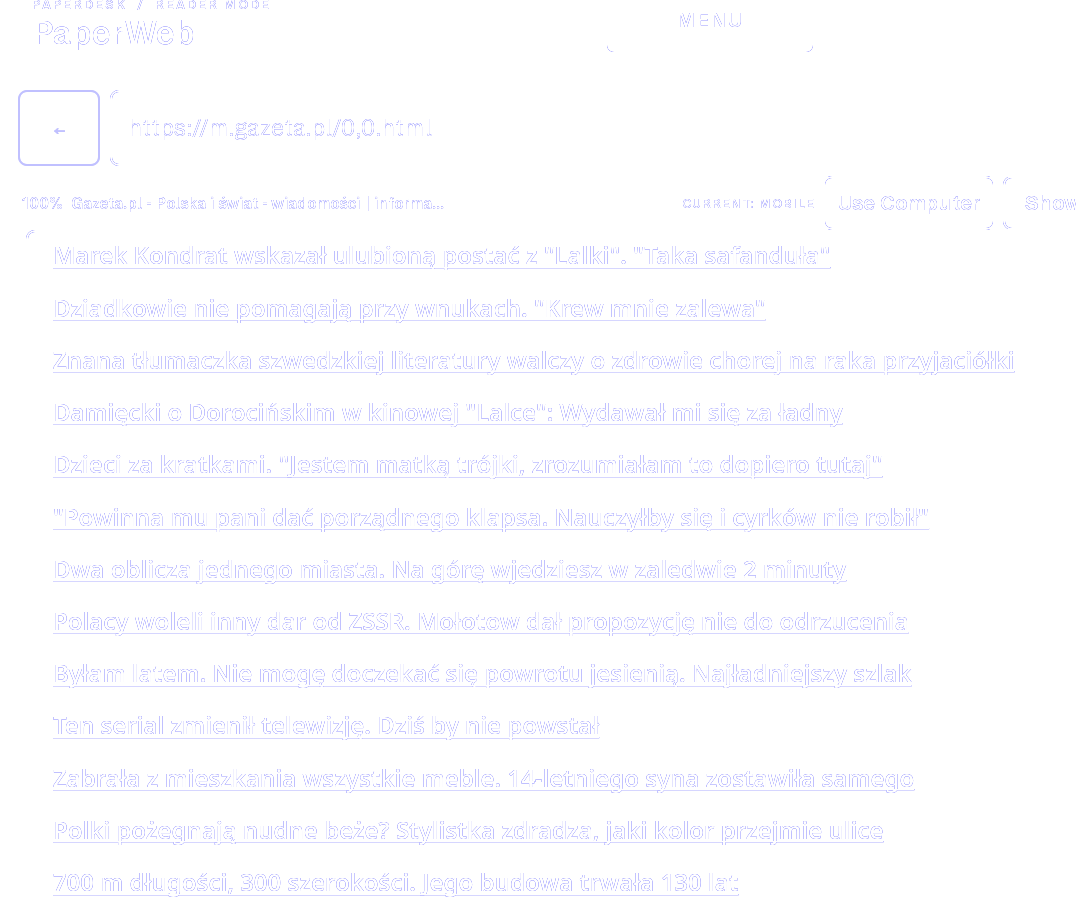 PAPERDESK / READER MODE
PaperWeb
MENU
←
https://m.gazeta.pl/0,0.html
100% Gazeta.pl - Polska i świat - wiadomości | informa...
CURRENT: MOBILE
Use Computer
Show
Marek Kondrat wskazał ulubioną postać z "Lalki". "Taka safanduła"
Dziadkowie nie pomagają przy wnukach. "Krew mnie zalewa"
Znana tłumaczka szwedzkiej literatury walczy o zdrowie chorej na raka przyjaciółki
Damięcki o Dorocińskim w kinowej "Lalce": Wydawał mi się za ładny
Dzieci za kratkami. "Jestem matką trójki, zrozumiałam to dopiero tutaj"
"Powinna mu pani dać porządnego klapsa. Nauczyłby się i cyrków nie robił"
Dwa oblicza jednego miasta. Na górę wjedziesz w zaledwie 2 minuty
Polacy woleli inny dar od ZSSR. Mołotow dał propozycję nie do odrzucenia
Byłam latem. Nie mogę doczekać się powrotu jesienią. Najładniejszy szlak
Ten serial zmienił telewizję. Dziś by nie powstał
Zabrała z mieszkania wszystkie meble. 14-letniego syna zostawiła samego
Polki pożegnają nudne beże? Stylistka zdradza, jaki kolor przejmie ulice
700 m długości, 300 szerokości. Jego budowa trwała 130 lat